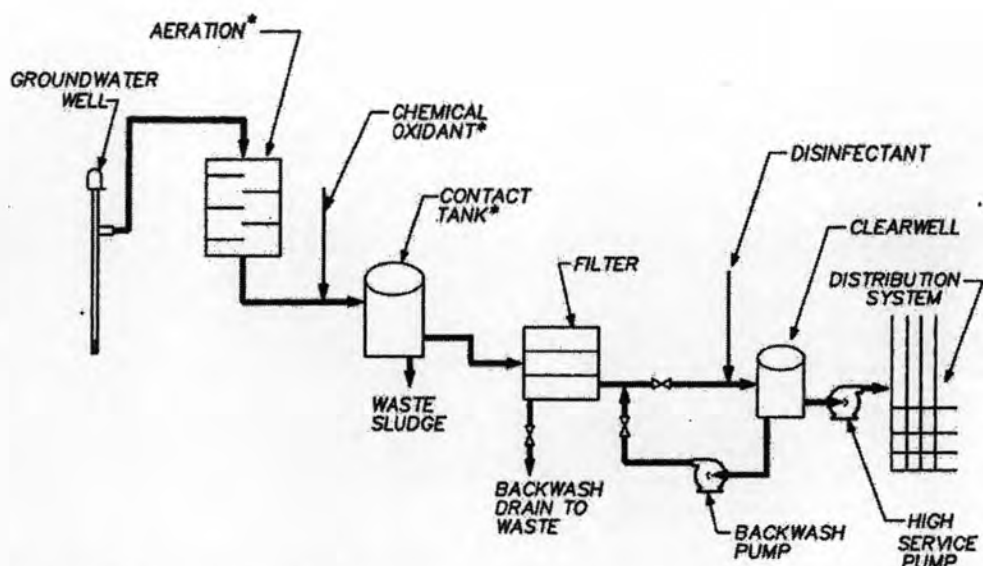 AERATION*
GROUNDWATER
WELL
CHEMICAL
OXIDANT*
CONTACT
TANK*
DISINFECTANT
CLEARWELL
FILTER
DISTRIBUTION
SYSTEM
WASTE
SLUDGE
BACKWASH
DRAIN TO
WASTE
BACKWASH
PUMP
HIGH
SERVICE
PUMP